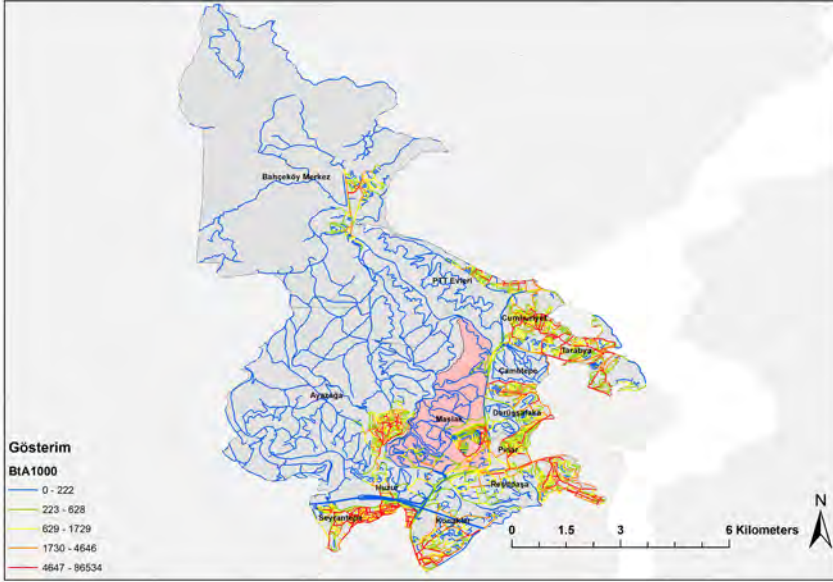 Bahçeköy Merkez
PTT Evleri
Cumhuriyet
Tarabya
Çamlıtepe
Ayazağa
Maslak
Darüşşafaka
Pınar
Huzur
Reşitpaşa
Seyrantepe
Konaklar
Gösterim
BtA1000
0 - 222
223 - 628
629 - 1729
1730 - 4646
4647 - 86534
0 1.5 3 6 Kilometers
N